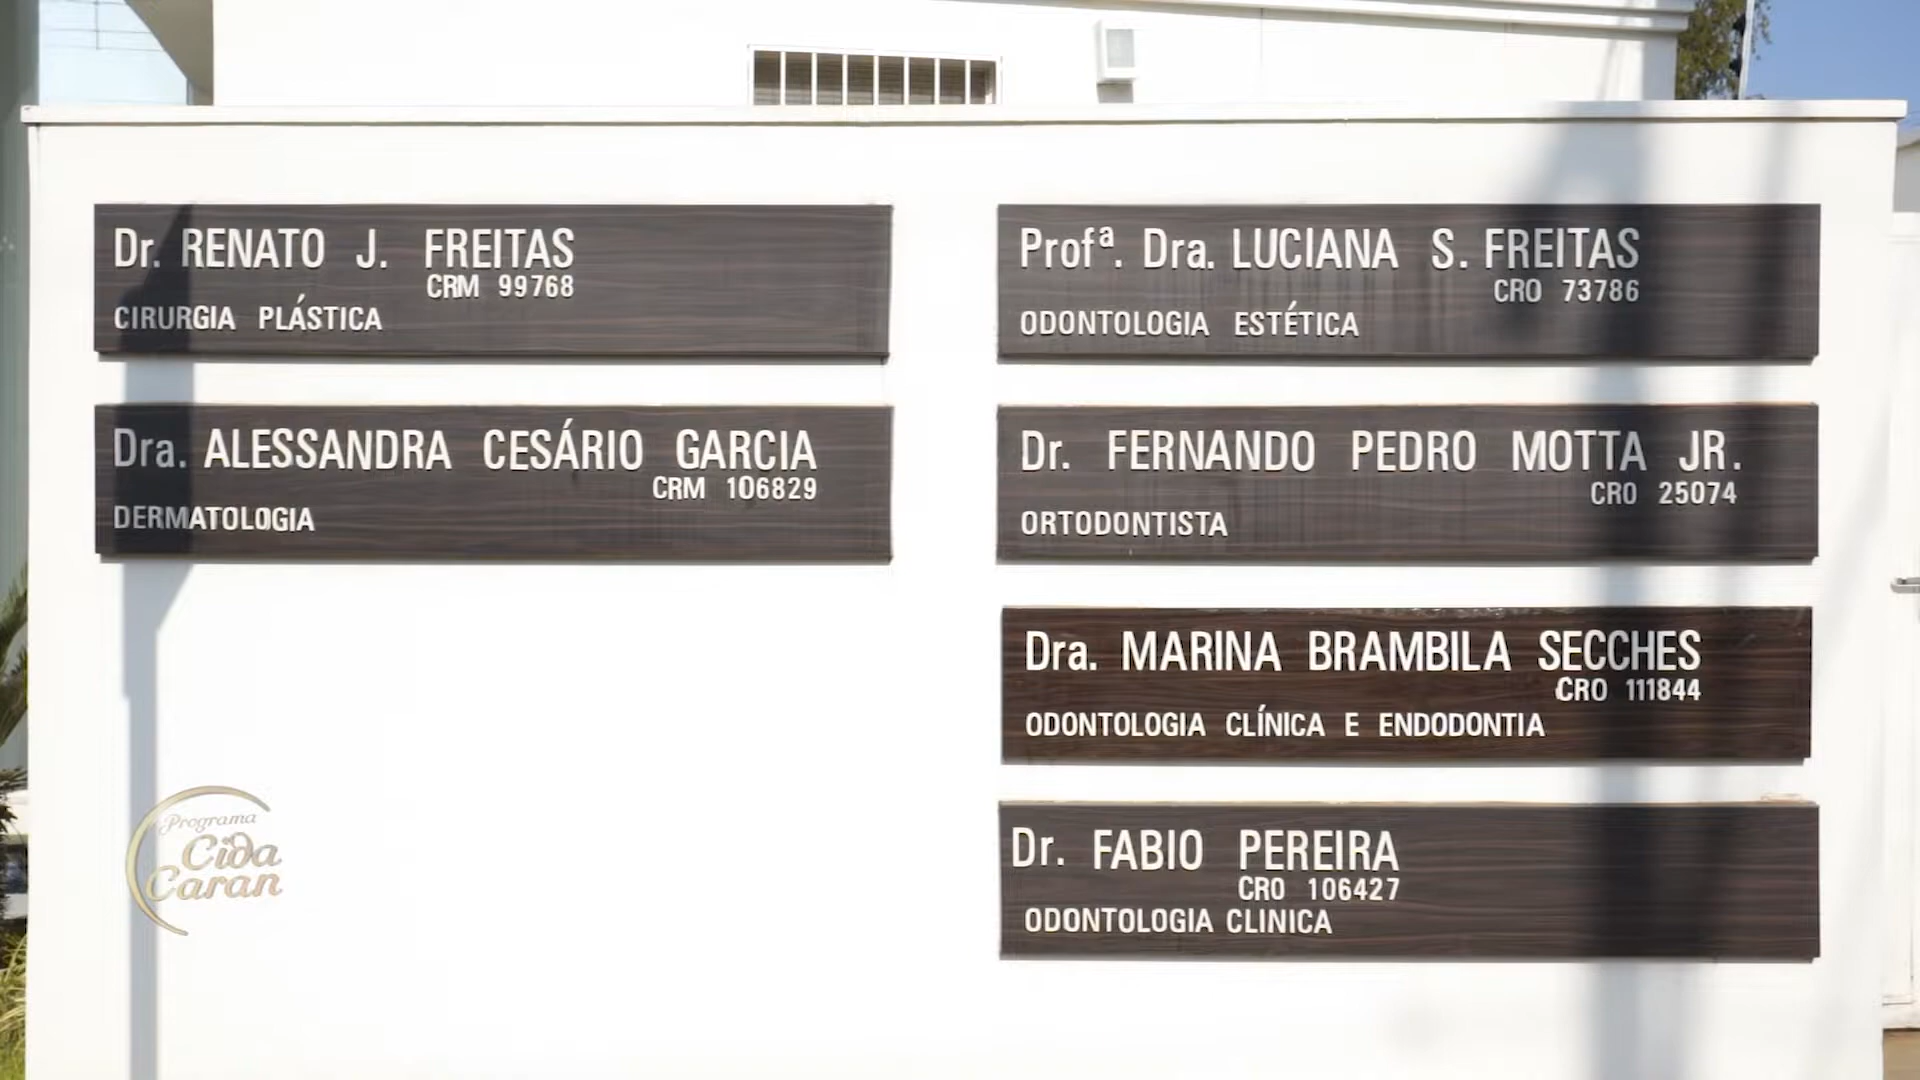 Dr. RENATO J. FREITAS
CRM 99768
CIRURGIA PLÁSTICA
Dra. ALESSANDRA CESÁRIO GARCIA
CRM 106829
DERMATOLOGIA
Profª. Dra. LUCIANA S. FREITAS
CRO 73786
ODONTOLOGIA ESTÉTICA
Dr. FERNANDO PEDRO MOTTA JR.
CRO 25074
ORTODONTISTA
Dra. MARINA BRAMBILA SECCHES
CRO 111844
ODONTOLOGIA CLÍNICA E ENDODONTIA
Dr. FABIO PEREIRA
CRO 106427
ODONTOLOGIA CLINICA
Programa
Cida
Caran